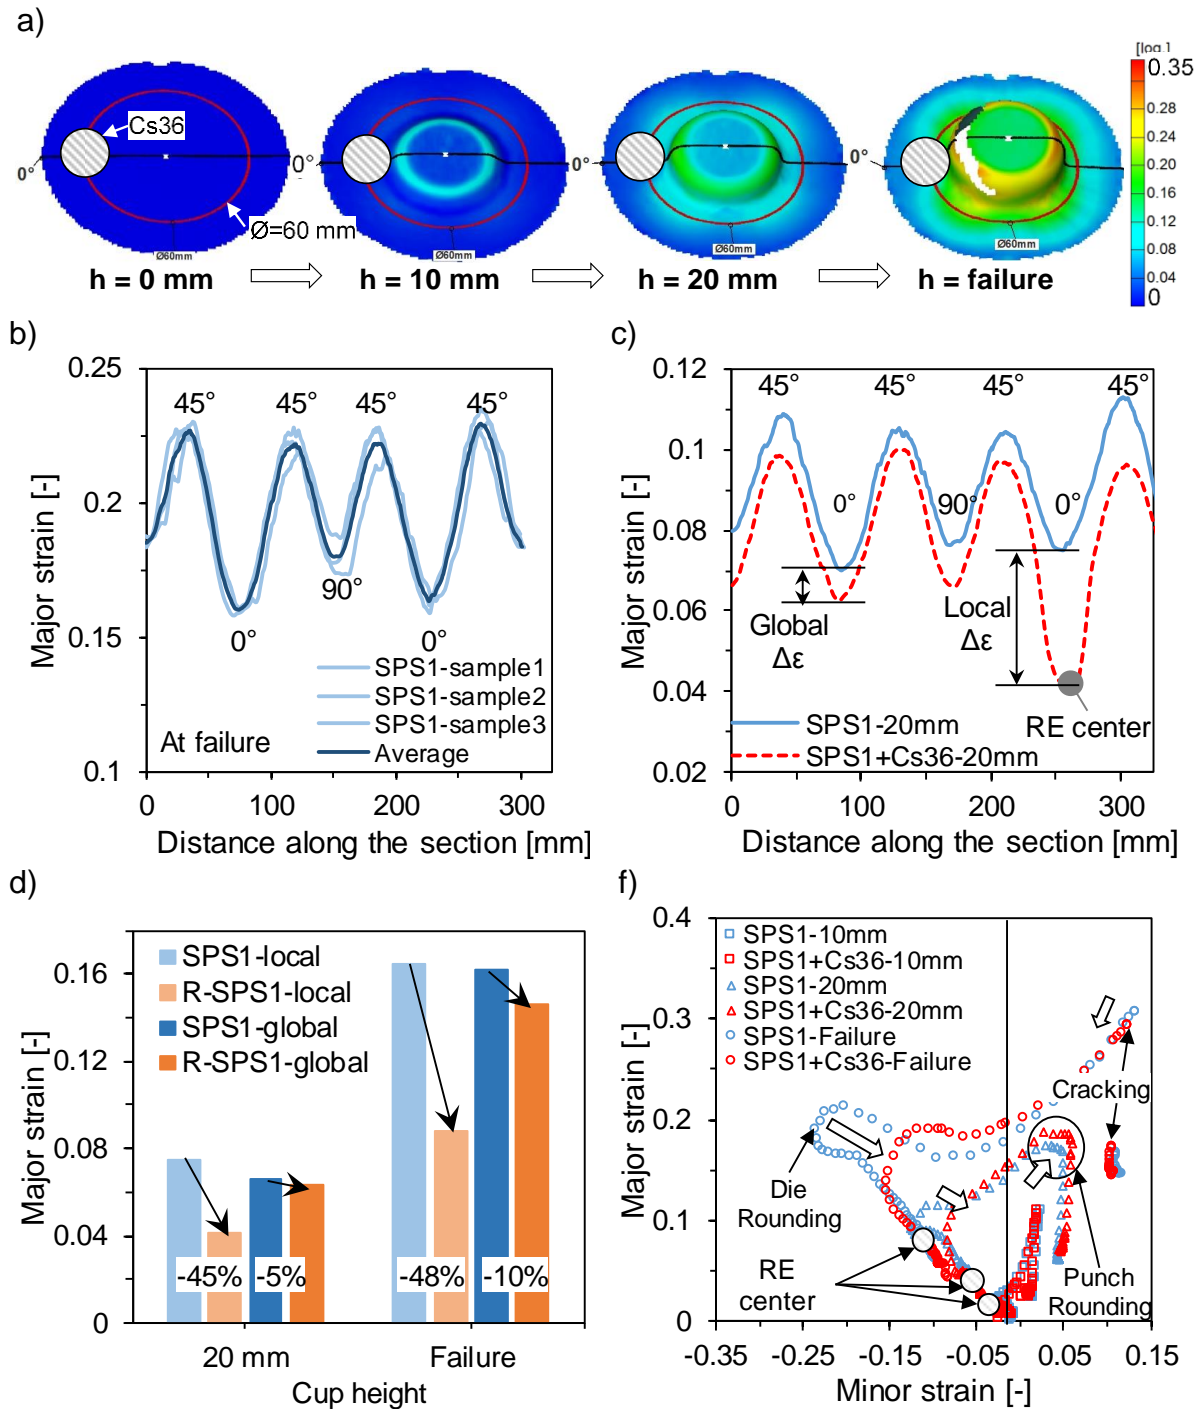 a)
[log.]
0.35
0.28
0.24
0.20
0.16
0.12
0.08
0.04
0
Cs36
0°
0°
0°
0°
Ø=60 mm
Ø60mm
Ø60mm
Ø60mm
Ø60mm
h = 0 mm
h = 10 mm
h = 20 mm
h = failure
b)
Major strain [-]
0.25
0.2
0.15
0.1
45°
45°
45°
45°
90°
0°
0°
SPS1-sample1
SPS1-sample2
SPS1-sample3
Average
At failure
0
100
200
300
Distance along the section [mm]
c)
Major strain [-]
0.12
0.1
0.08
0.06
0.04
0.02
45°
45°
45°
45°
0°
90°
0°
Global
Δε
Local
Δε
RE center
SPS1-20mm
SPS1+Cs36-20mm
0
100
200
300
Distance along the section [mm]
d)
Major strain [-]
0.16
0.12
0.08
0.04
0
SPS1-local
R-SPS1-local
SPS1-global
R-SPS1-global
-45%
-5%
-48%
-10%
20 mm
Failure
Cup height
f)
Major strain [-]
0.4
0.3
0.2
0.1
0
SPS1-10mm
SPS1+Cs36-10mm
SPS1-20mm
SPS1+Cs36-20mm
SPS1-Failure
SPS1+Cs36-Failure
Cracking
Die
Rounding
RE
center
Punch
Rounding
-0.35
-0.25
-0.15
-0.05
0.05
0.15
Minor strain [-]